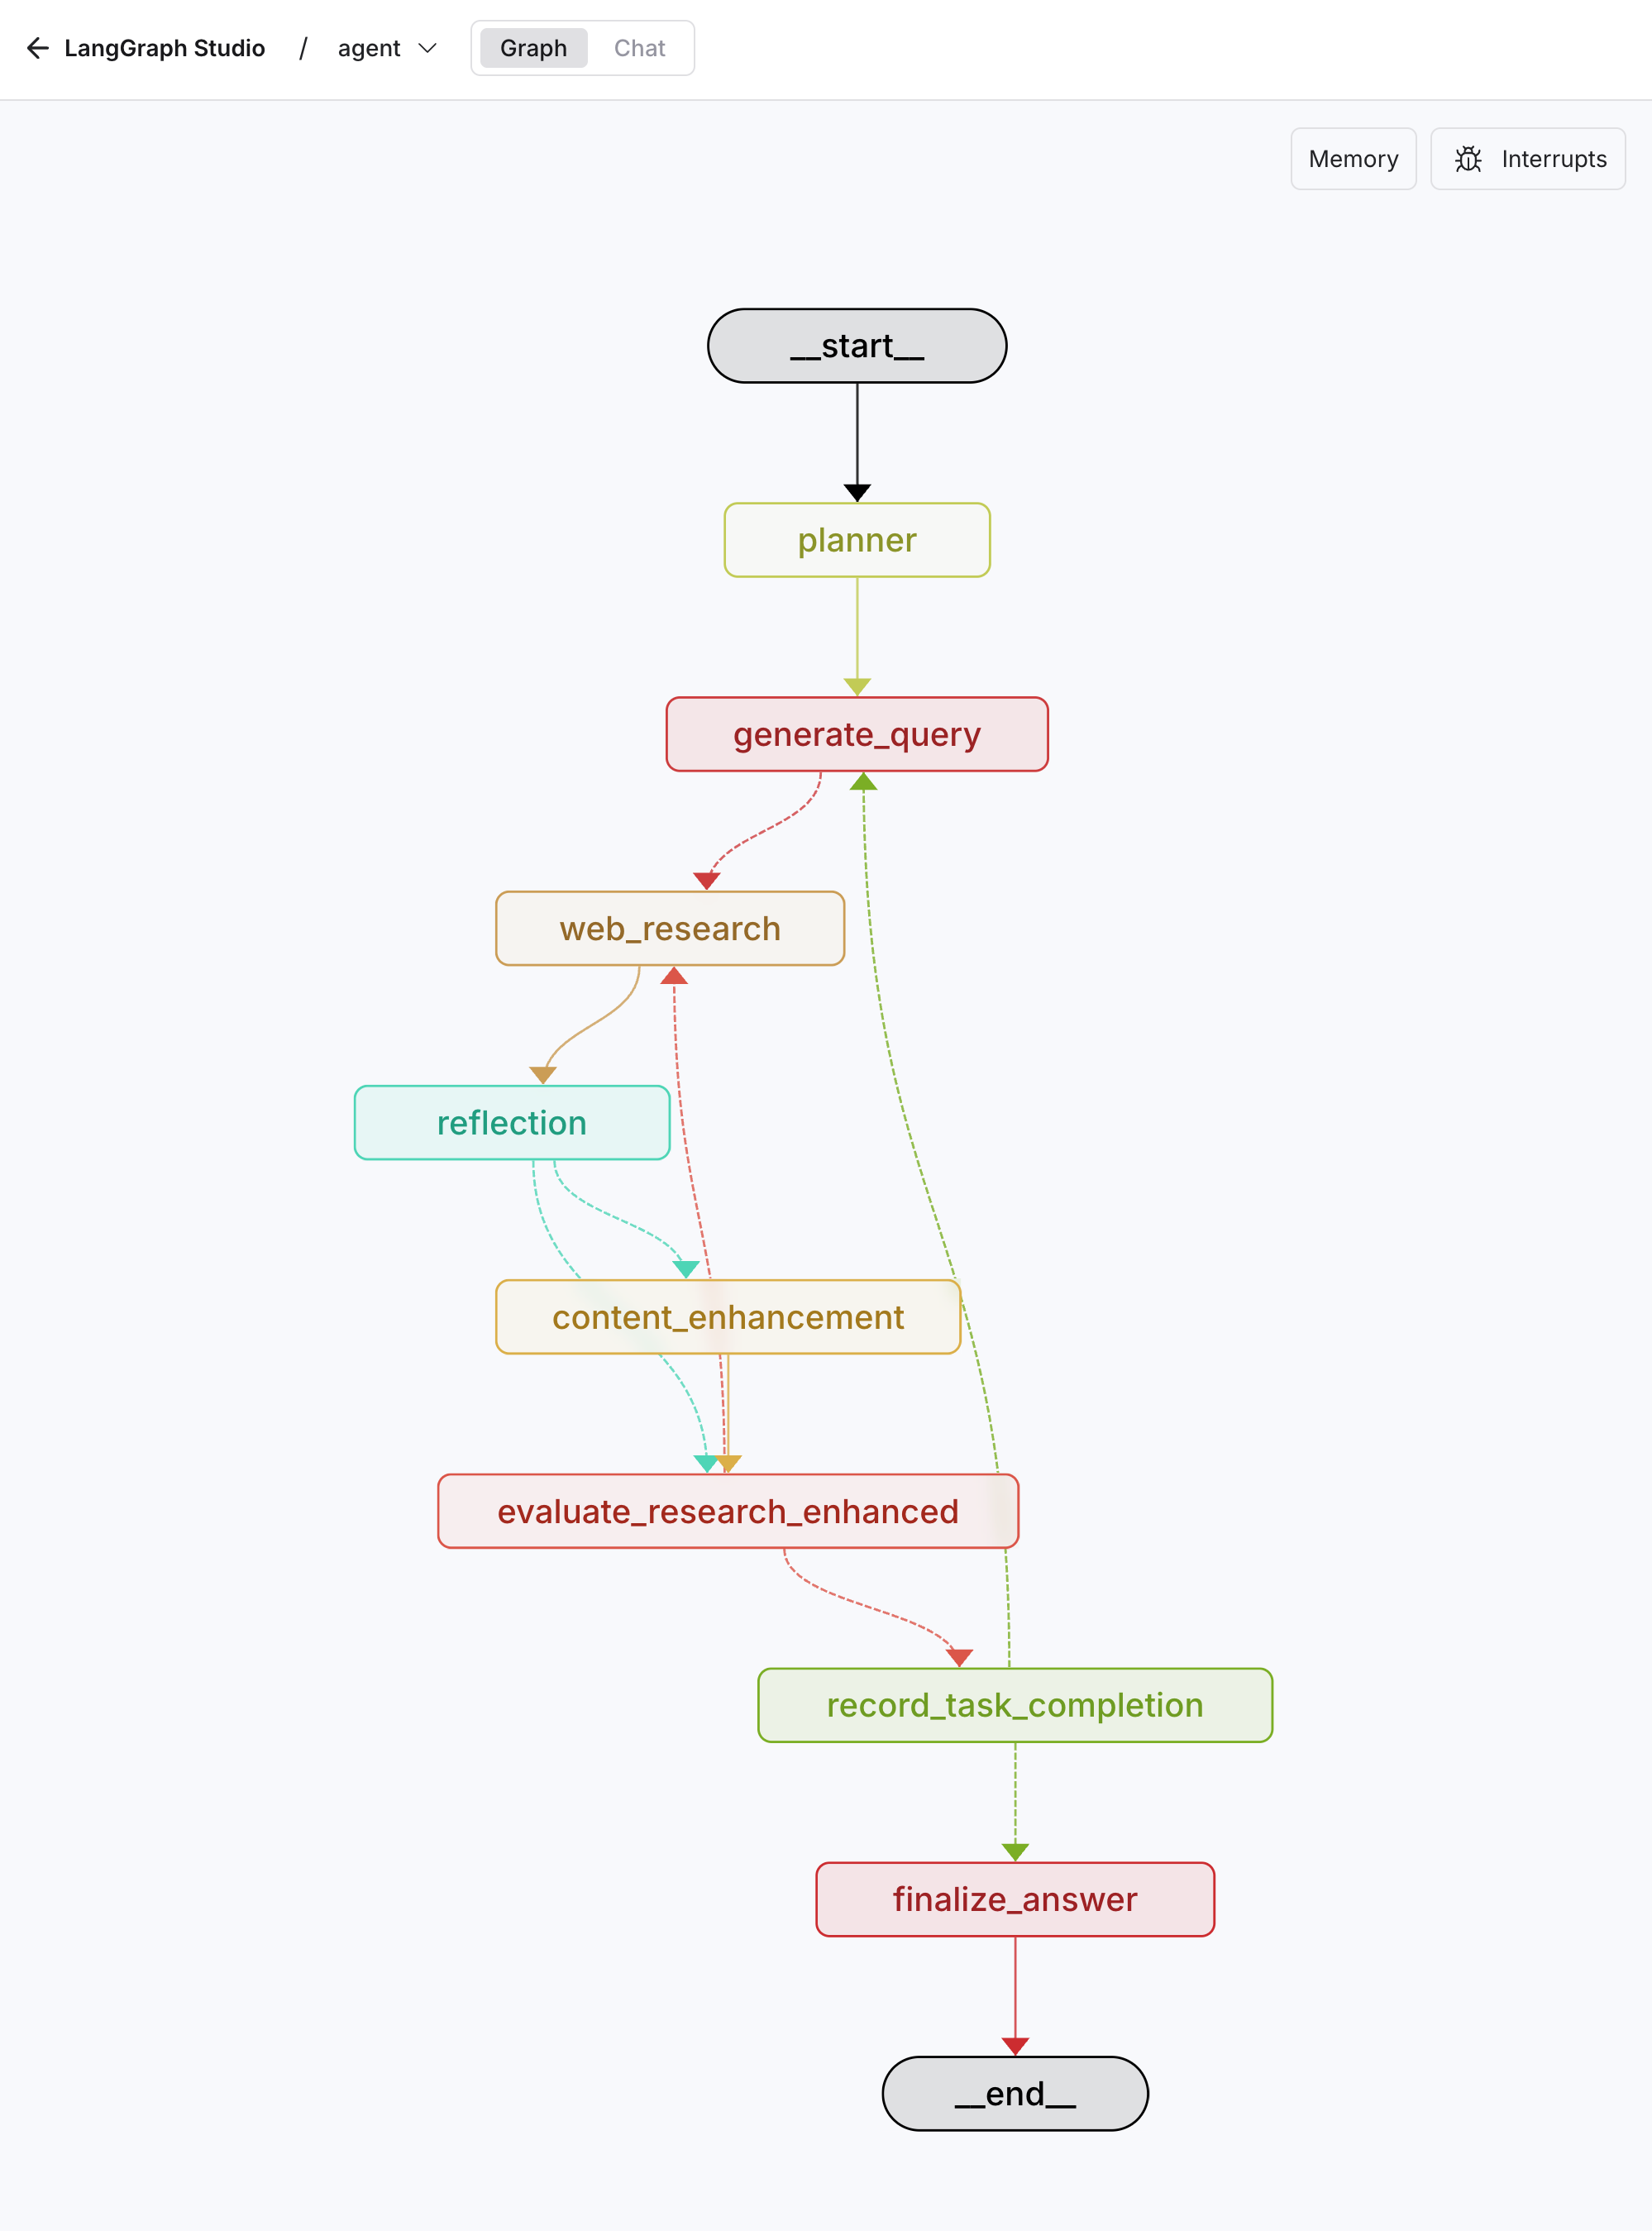 LangGraph Studio / agent Graph Chat
Memory Interrupts
__start__
planner
generate_query
web_research
reflection
content_enhancement
evaluate_research_enhanced
record_task_completion
finalize_answer
__end__